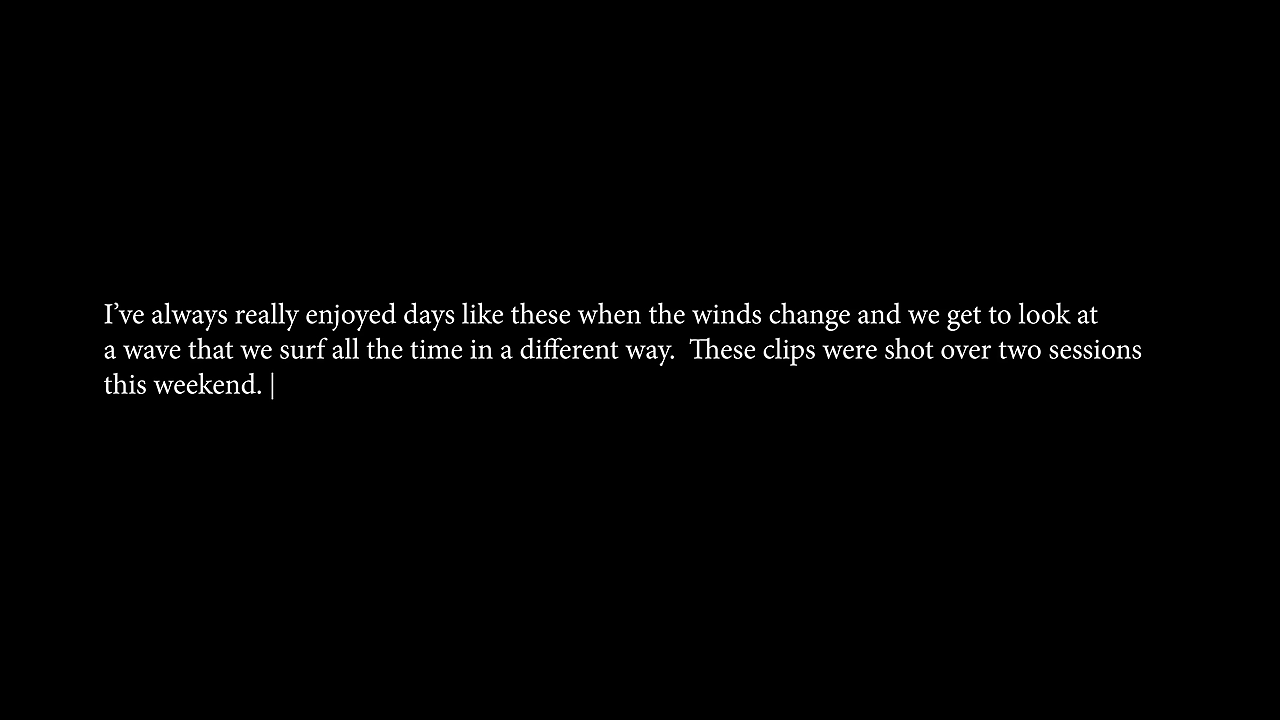 I’ve always really enjoyed days like these when the winds change and we get to look at
a wave that we surf all the time in a different way.  These clips were shot over two sessions
this weekend. |